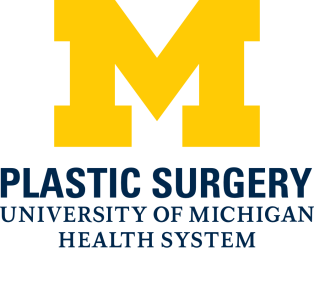 M
PLASTIC SURGERY
UNIVERSITY OF MICHIGAN
HEALTH SYSTEM